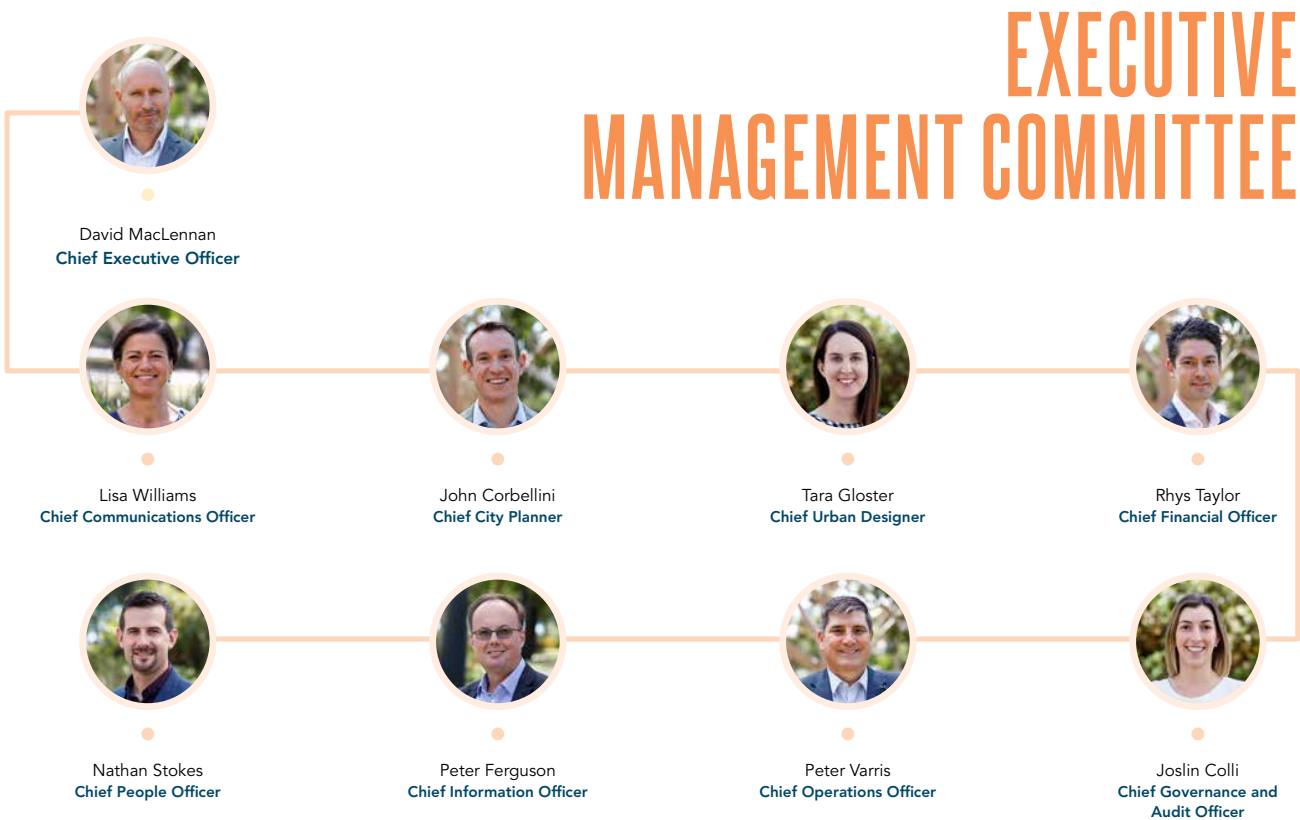 EXECUTIVE
MANAGEMENT COMMITTEE
David MacLennan
Chief Executive Officer
Lisa Williams
Chief Communications Officer
John Corbellini
Chief City Planner
Tara Gloster
Chief Urban Designer
Rhys Taylor
Chief Financial Officer
Nathan Stokes
Chief People Officer
Peter Ferguson
Chief Information Officer
Peter Varris
Chief Operations Officer
Joslin Colli
Chief Governance and
Audit Officer